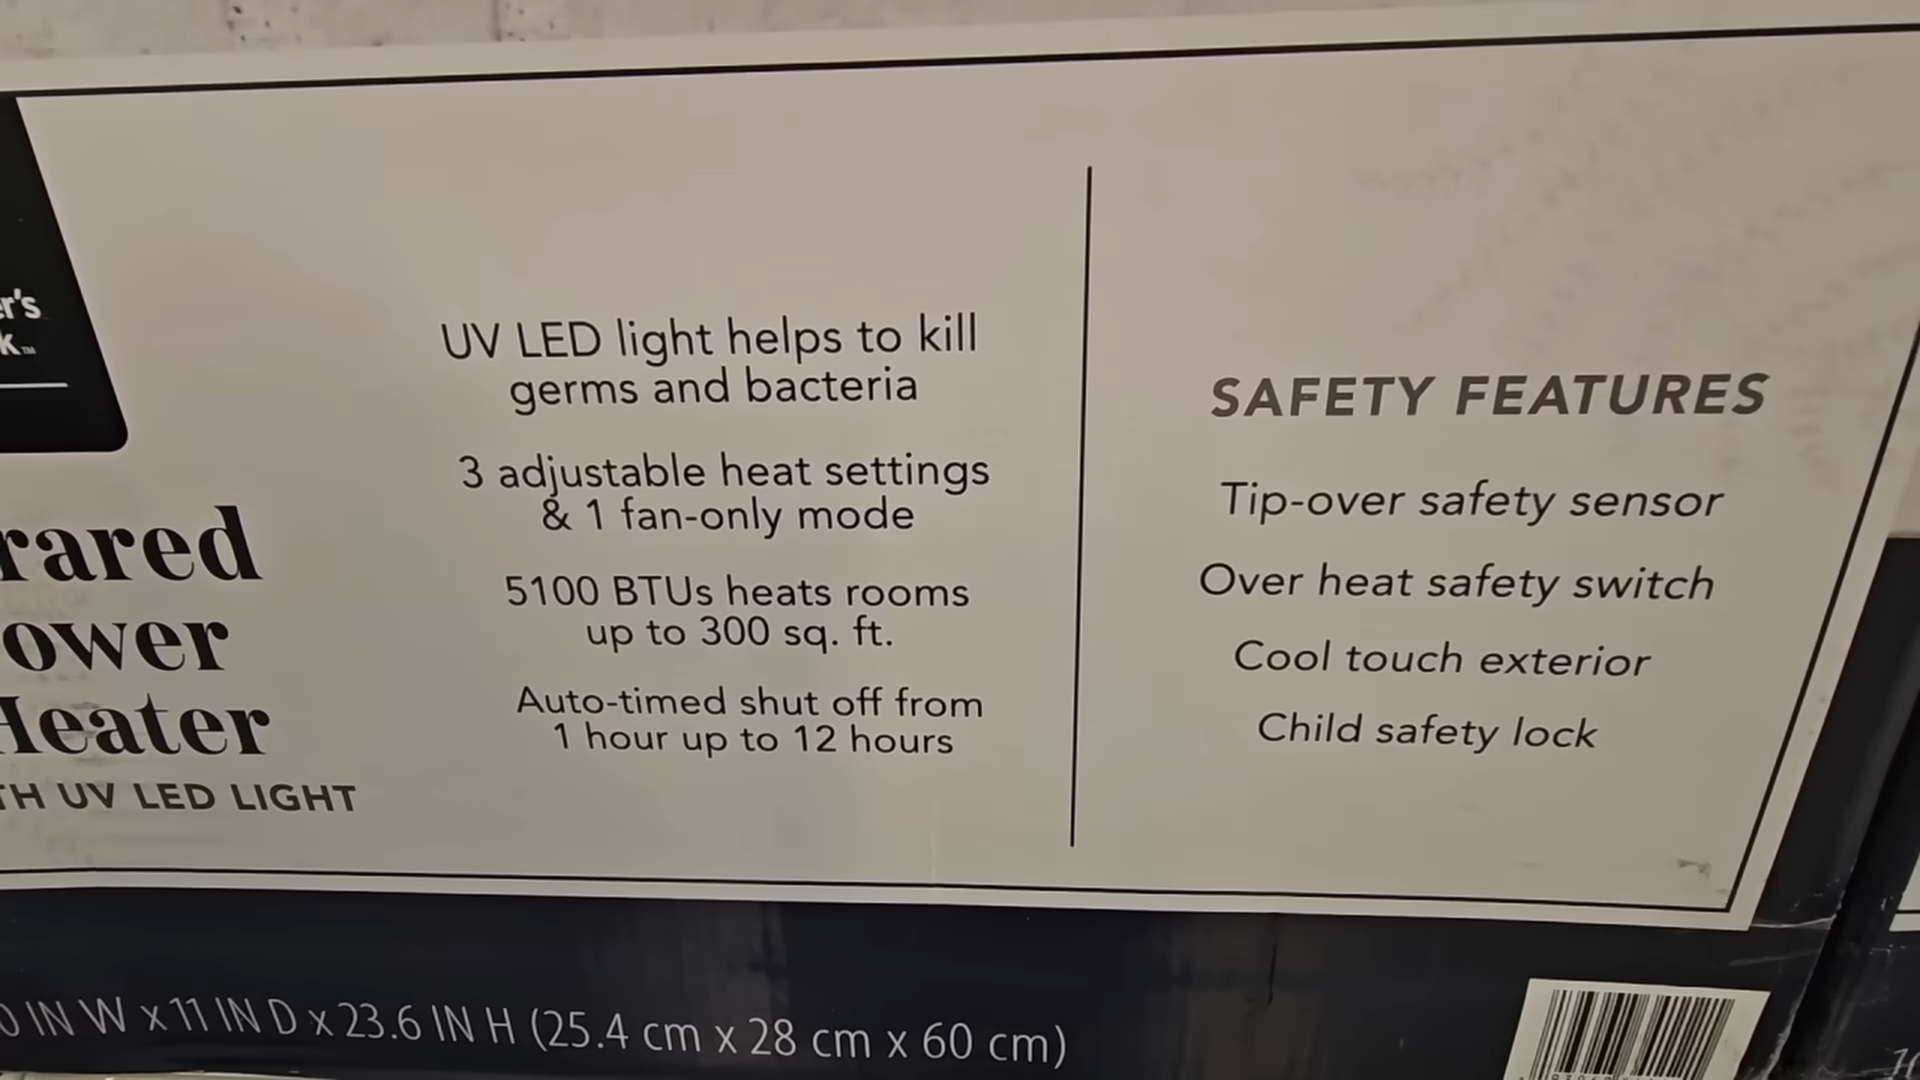 UV LED light helps to kill
germs and bacteria
3 adjustable heat settings
& 1 fan-only mode
5100 BTUs heats rooms
up to 300 sq. ft.
Auto-timed shut off from
1 hour up to 12 hours
SAFETY FEATURES
Tip-over safety sensor
Over heat safety switch
Cool touch exterior
Child safety lock
UV LED LIGHT
IN W x 11 IN D x 23.6 IN H (25.4 cm x 28 cm x 60 cm)